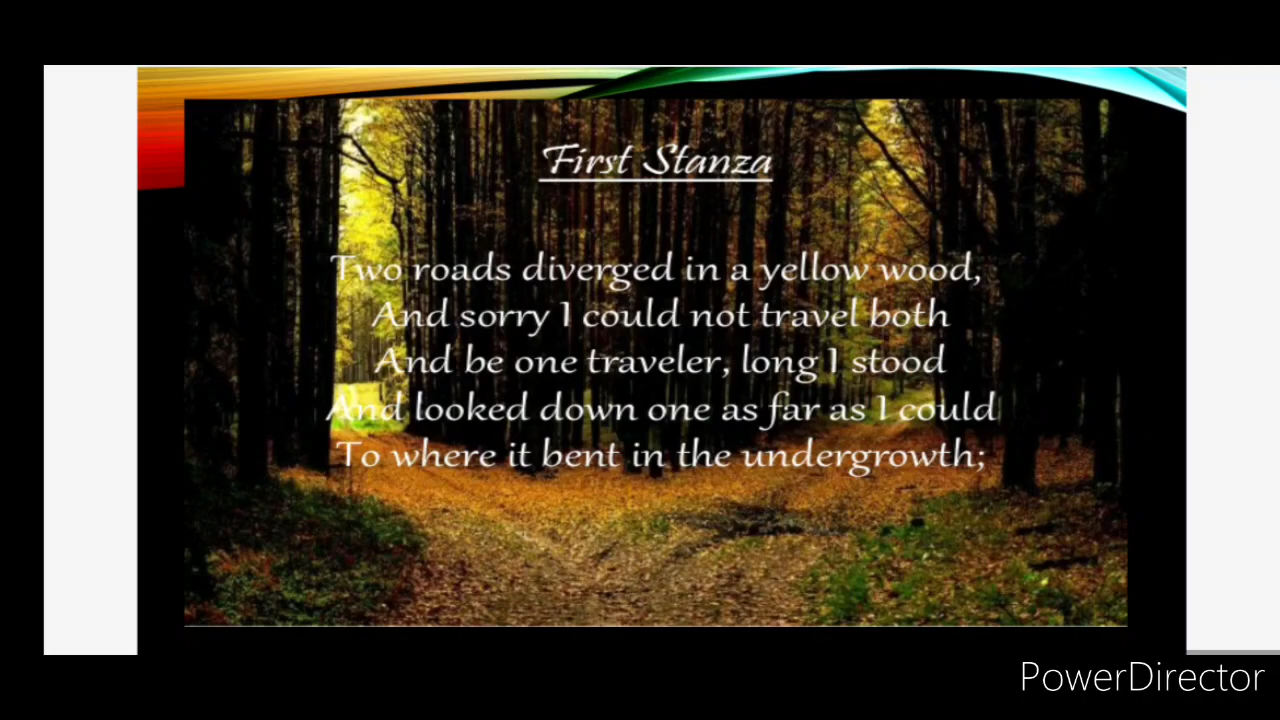 First Stanza
Two roads diverged in a yellow wood,
And sorry I could not travel both
And be one traveler, long I stood
And looked down one as far as I could
To where it bent in the undergrowth;
PowerDirector